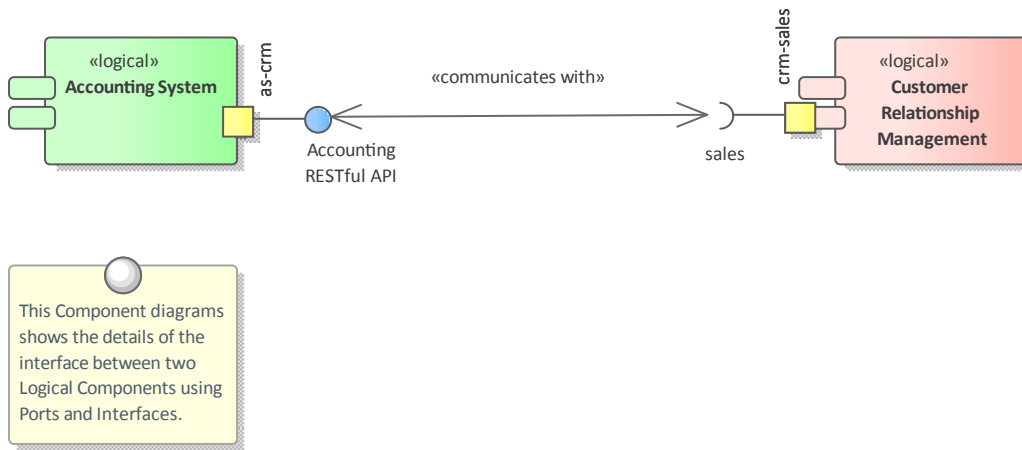 «logical»
Accounting System
as-crm
Accounting
RESTful API
«communicates with»
sales
crm-sales
«logical»
Customer
Relationship
Management
This Component diagrams
shows the details of the
interface between two
Logical Components using
Ports and Interfaces.